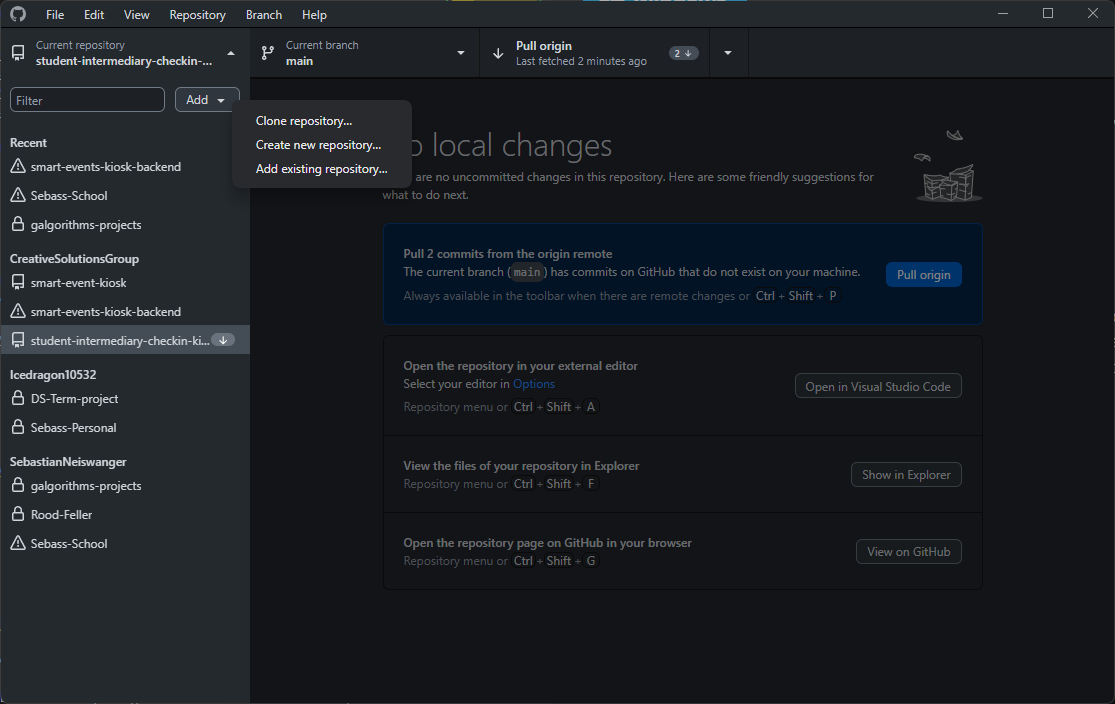 File Edit View Repository Branch Help
Current repository
student-intermediary-checkin-...
Current branch
main
Pull origin
Last fetched 2 minutes ago
2
Filter
Add
Clone repository...
Create new repository...
Add existing repository...
Recent
smart-events-kiosk-backend
Sebass-School
galgorithms-projects
CreativeSolutionsGroup
smart-event-kiosk
smart-events-kiosk-backend
student-intermediary-checkin-ki...
Icedragon10532
DS-Term-project
Sebass-Personal
SebastianNeiswanger
galgorithms-projects
Rood-Feller
Sebass-School
local changes
are no uncommitted changes in this repository. Here are some friendly suggestions for
what to do next.
Pull 2 commits from the origin remote
The current branch (main) has commits on GitHub that do not exist on your machine.
Always available in the toolbar when there are remote changes or Ctrl + Shift + P
Pull origin
Open the repository in your external editor
Select your editor in Options
Repository menu or Ctrl + Shift + A
Open in Visual Studio Code
View the files of your repository in Explorer
Repository menu or Ctrl + Shift + F
Show in Explorer
Open the repository page on GitHub in your browser
Repository menu or Ctrl + Shift + G
View on GitHub